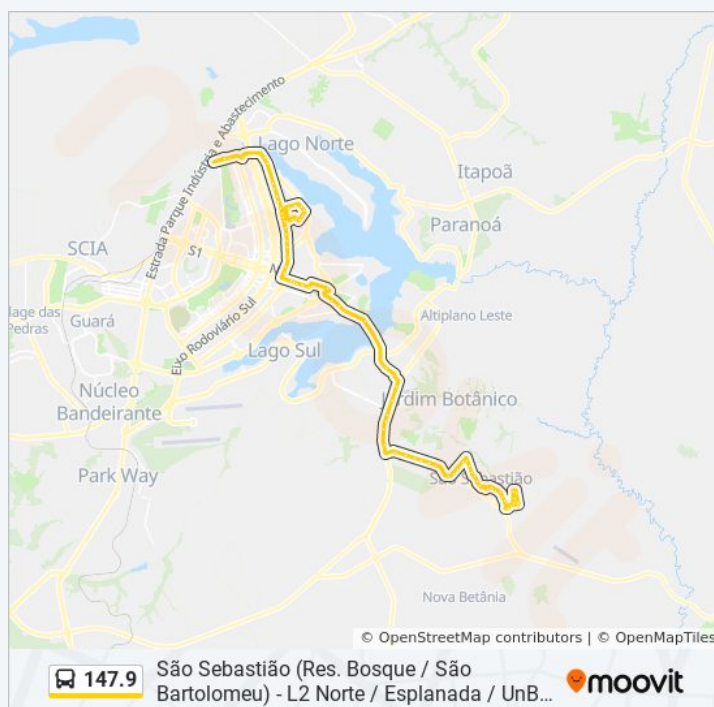 Estrada Parque Indústria e Abastecimento
Lago Norte
Itapoã
Paranoá
SCIA
S1
N
Altiplano Leste
Guará
lage das
Pedras
Eixo Rodoviário Sul
Lago Sul
Núcleo
Bandeirante
Jardim Botânico
Park Way
São Sebastião
Nova Betânia
© OpenStreetMap contributors | © OpenMapTiles
147.9
São Sebastião (Res. Bosque / São
Bartolomeu) - L2 Norte / Esplanada / UnB...
moovit